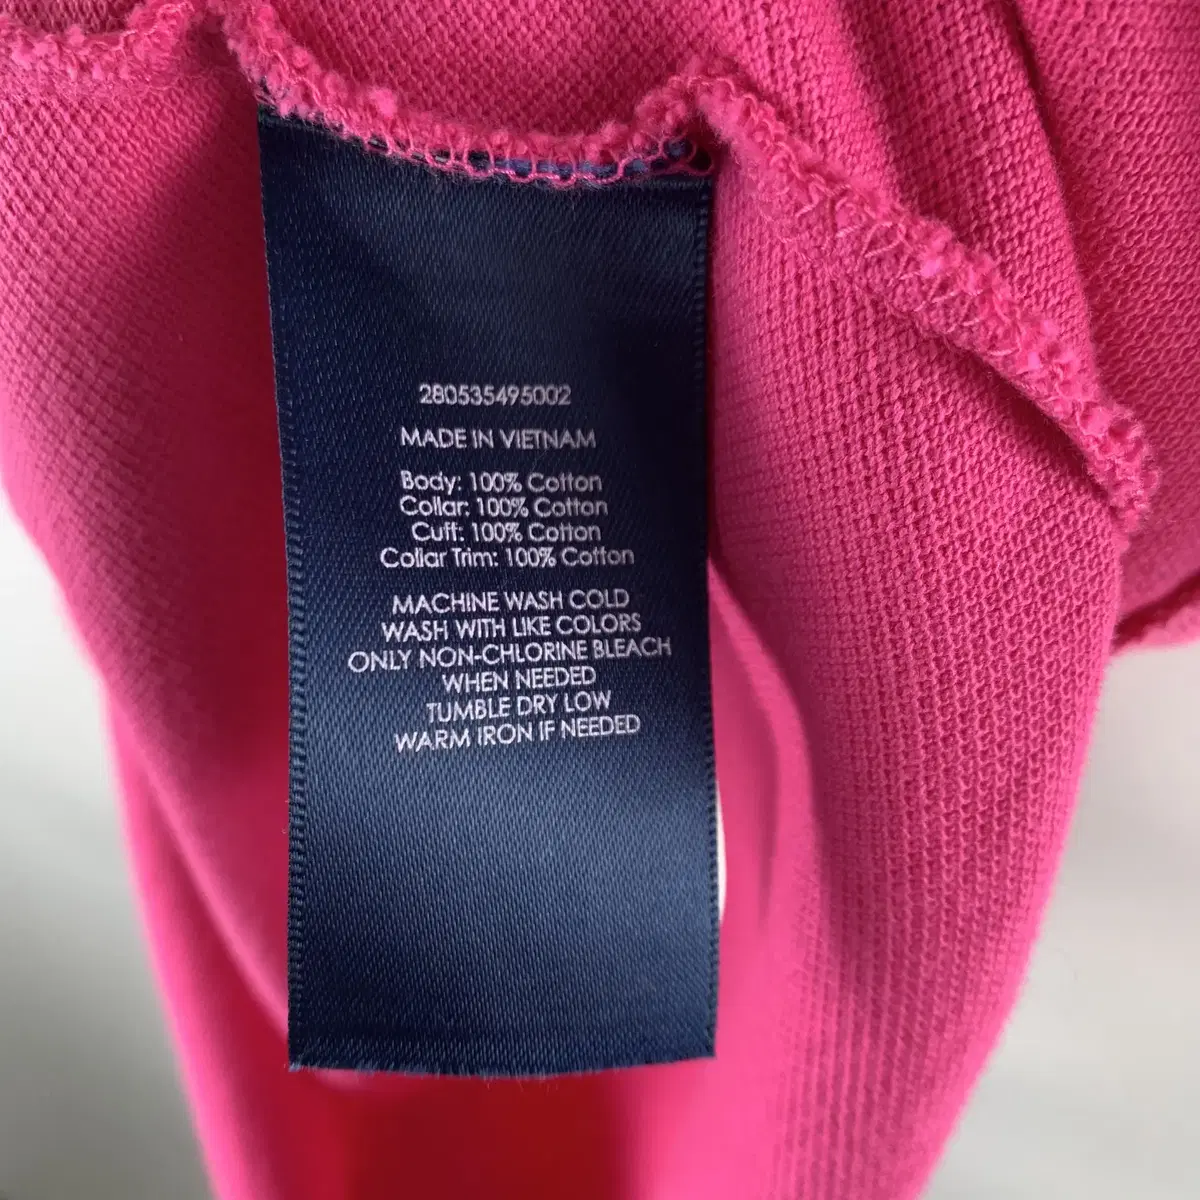 280535495002
MADE IN VIETNAM
Body: 100% Cotton
Collar: 100% Cotton
Cuff: 100% Cotton
Collar Trim: 100% Cotton
MACHINE WASH COLD
WASH WITH LIKE COLORS
ONLY NON-CHLORINE BLEACH
WHEN NEEDED
TUMBLE DRY LOW
WARM IRON IF NEEDED